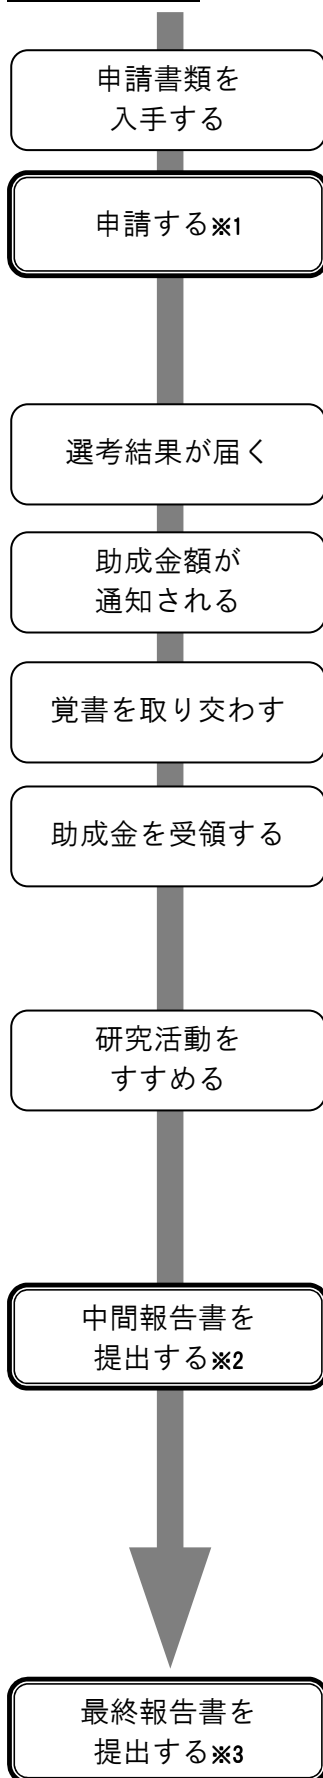 申請書類を
入手する
申請する※1
選考結果が届く
助成金額が
通知される
覚書を取り交わす
助成金を受領する
研究活動を
すすめる
中間報告書を
提出する※2
最終報告書を
提出する※3